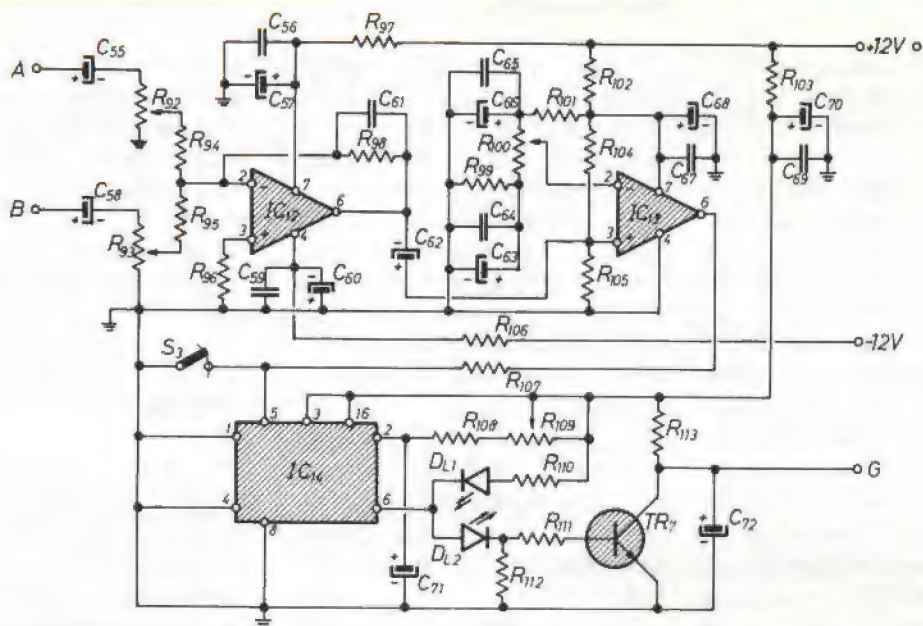 C56 R97 +12V
C55 C65 R102 R103
A + - + - C57 C61 C66 R101 + C68 - + C70 -
R92 R98 R100 R104
R94 C67 C69
C58 2 - 7 R99 2 - 7
B + - IC12 6 C64 IC13 6
R95 3 + 4 - C62 C63 3 + 4
R93 R96 C59 - C60 + + - + R105
R106
S3 -12V
R107
5 3 16 R108 R109 R113
1 2 DL1 R110
IC14 G
4 6 R111 TR7 + C72
8 DL2 -
+ C71 - R112